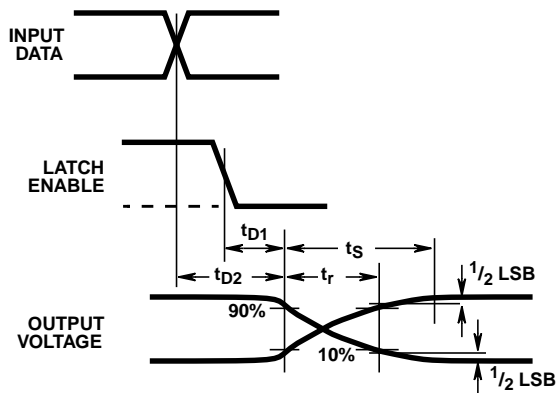 INPUT
DATA
LATCH
ENABLE
tD1
tS
tD2
tr
1/2 LSB
90%
OUTPUT
VOLTAGE
10%
1/2 LSB